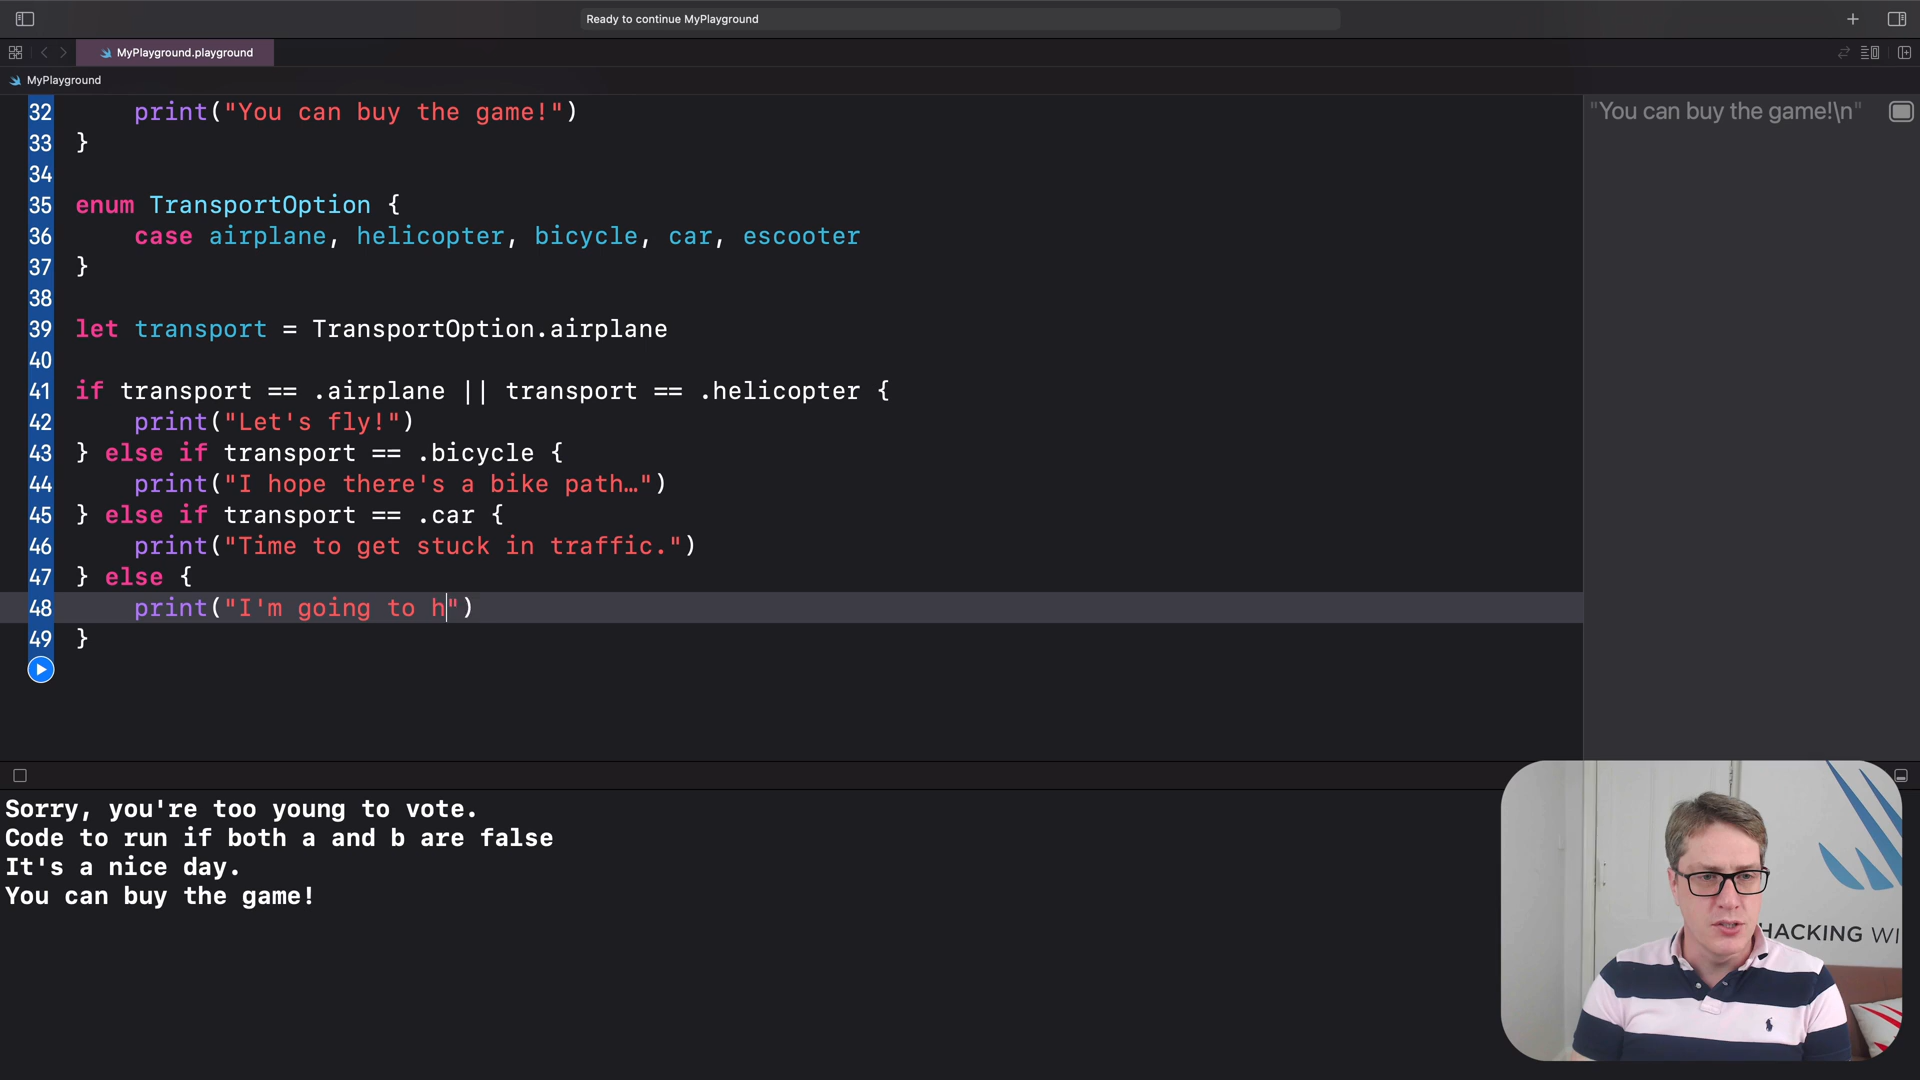 Ready to continue MyPlayground
MyPlayground.playground
MyPlayground
32 print("You can buy the game!")
"You can buy the game!\n"
33 }
34
35 enum TransportOption {
36 case airplane, helicopter, bicycle, car, escooter
37 }
38
39 let transport = TransportOption.airplane
40
41 if transport == .airplane || transport == .helicopter {
42 print("Let's fly!")
43 } else if transport == .bicycle {
44 print("I hope there's a bike path…")
45 } else if transport == .car {
46 print("Time to get stuck in traffic.")
47 } else {
48 print("I'm going to h")
49 }
Sorry, you're too young to vote.
Code to run if both a and b are false
It's a nice day.
You can buy the game!
HACKING WI